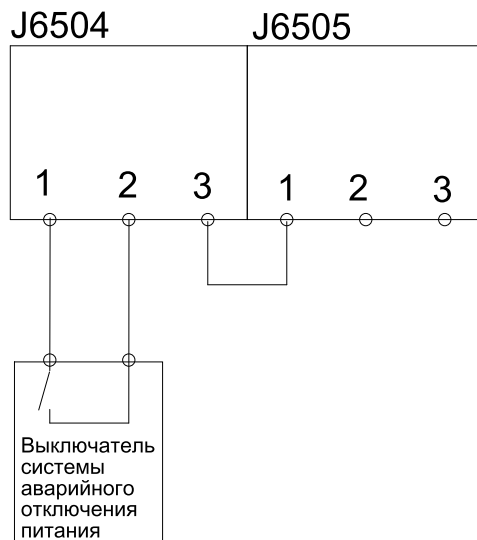 J6504 J6505
1 2 3 1 2 3
Выключатель
системы
аварийного
отключения
питания